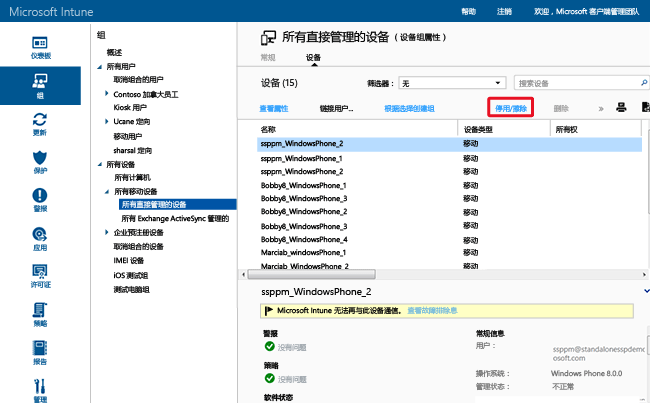 Microsoft Intune
帮助 注销 欢迎，Microsoft 客户端管理团队
仪表板
组
更新
保护
警报
应用
许可证
策略
报告
管理
组
概述
所有用户
取消组合的用户
Contoso 加拿大员工
Kiosk 用户
Ucane 定向
移动用户
sharsal 定向
所有设备
所有计算机
所有移动设备
所有直接管理的设备
所有 Exchange ActiveSync 管理的
企业预注册设备
取消组合的设备
IMEI 设备
iOS 测试组
测试电脑组
所有直接管理的设备（设备组属性）
常规 设备
设备 (15) 筛选器： 无 搜索设备
查看属性 链接用户... 根据选择创建组 停用/擦除 删除 »
名称 设备类型 所有权
ssppm_WindowsPhone_2 移动
ssppm_WindowsPhone_1 移动
ssppm_WindowsPhone_2 移动
Bobby8_WindowsPhone_1 移动
Bobby8_WindowsPhone_3 移动
Bobby8_WindowsPhone_2 移动
Bobby8_WindowsPhone_3 移动
Bobby8_WindowsPhone_4 移动
Marciab_WindowsPhone_1 移动
Marciab_WindowsPhone_2 移动
ssppm_WindowsPhone_2
Microsoft Intune 无法再与此设备通信。 查看故障排除息
警报
没有问题
策略
没有问题
软件状态
常规信息
用户： ssppm@standalonesspdemo
osoft.com
操作系统： Windows Phone 8.0.0
管理状态： 不正常